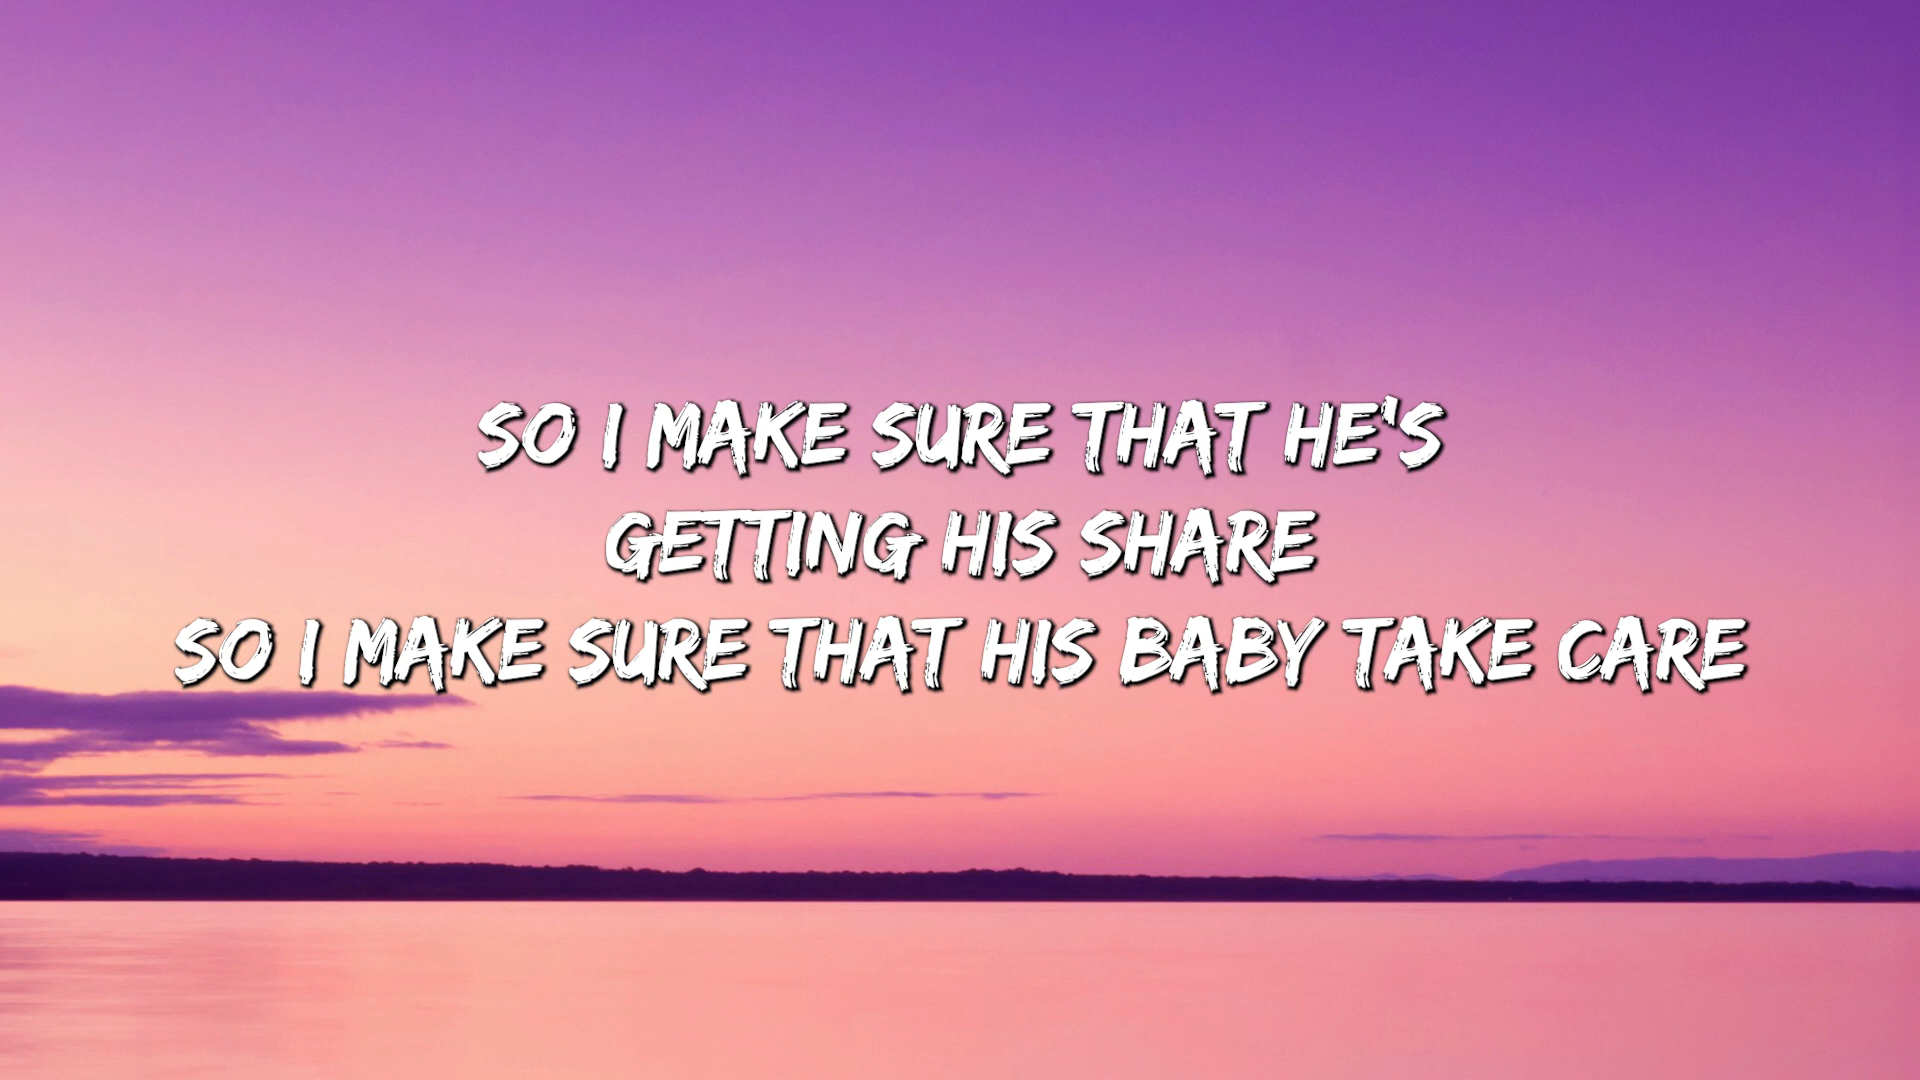 SO I MAKE SURE THAT HE'S
GETTING HIS SHARE
SO I MAKE SURE THAT HIS BABY TAKE CARE